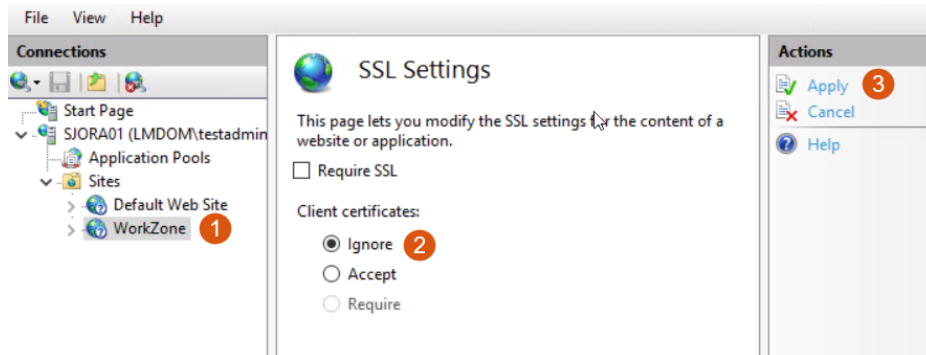 File View Help
Connections
Start Page
SJORA01 (LMDOM\testadmin
Application Pools
Sites
Default Web Site
WorkZone 1
SSL Settings
This page lets you modify the SSL settings for the content of a
website or application.
Require SSL
Client certificates:
Ignore 2
Accept
Require
Actions
Apply 3
Cancel
Help